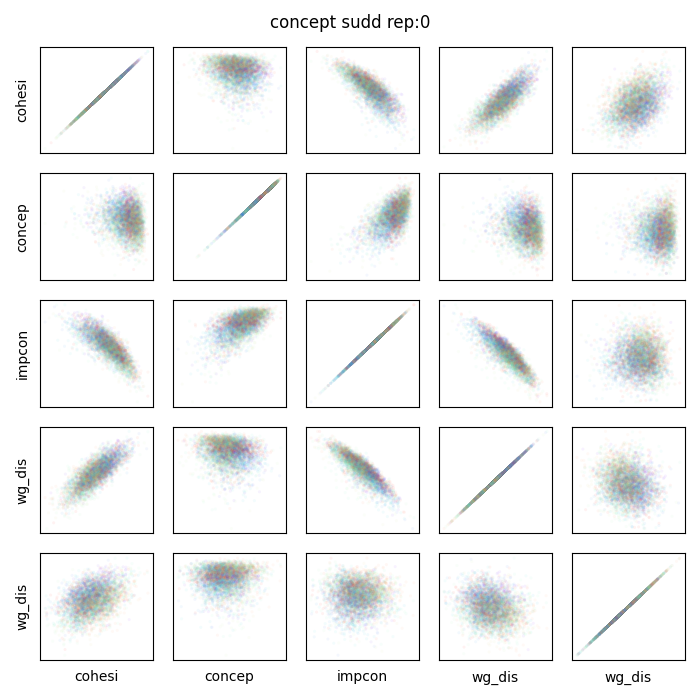 concept sudd rep:0
cohesi
concep
impcon
wg_dis
wg_dis
cohesi
concep
impcon
wg_dis
wg_dis